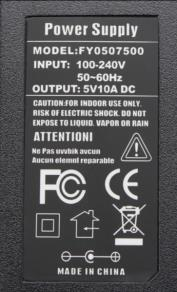 Power Supply
MODEL:FY0507500
INPUT: 100-240V
50~60Hz
OUTPUT: 5V10A DC
CAUTION:FOR INDOOR USE ONLY.
RISK OF ELECTRIC SHOCK. DO NOT
EXPOSE TO LIQUID. VAPOR OR RAIN
ATTENTIONI
Ne Pas uvvbik avcun
Aucun elemel reparable
FC CE
MADE IN CHINA